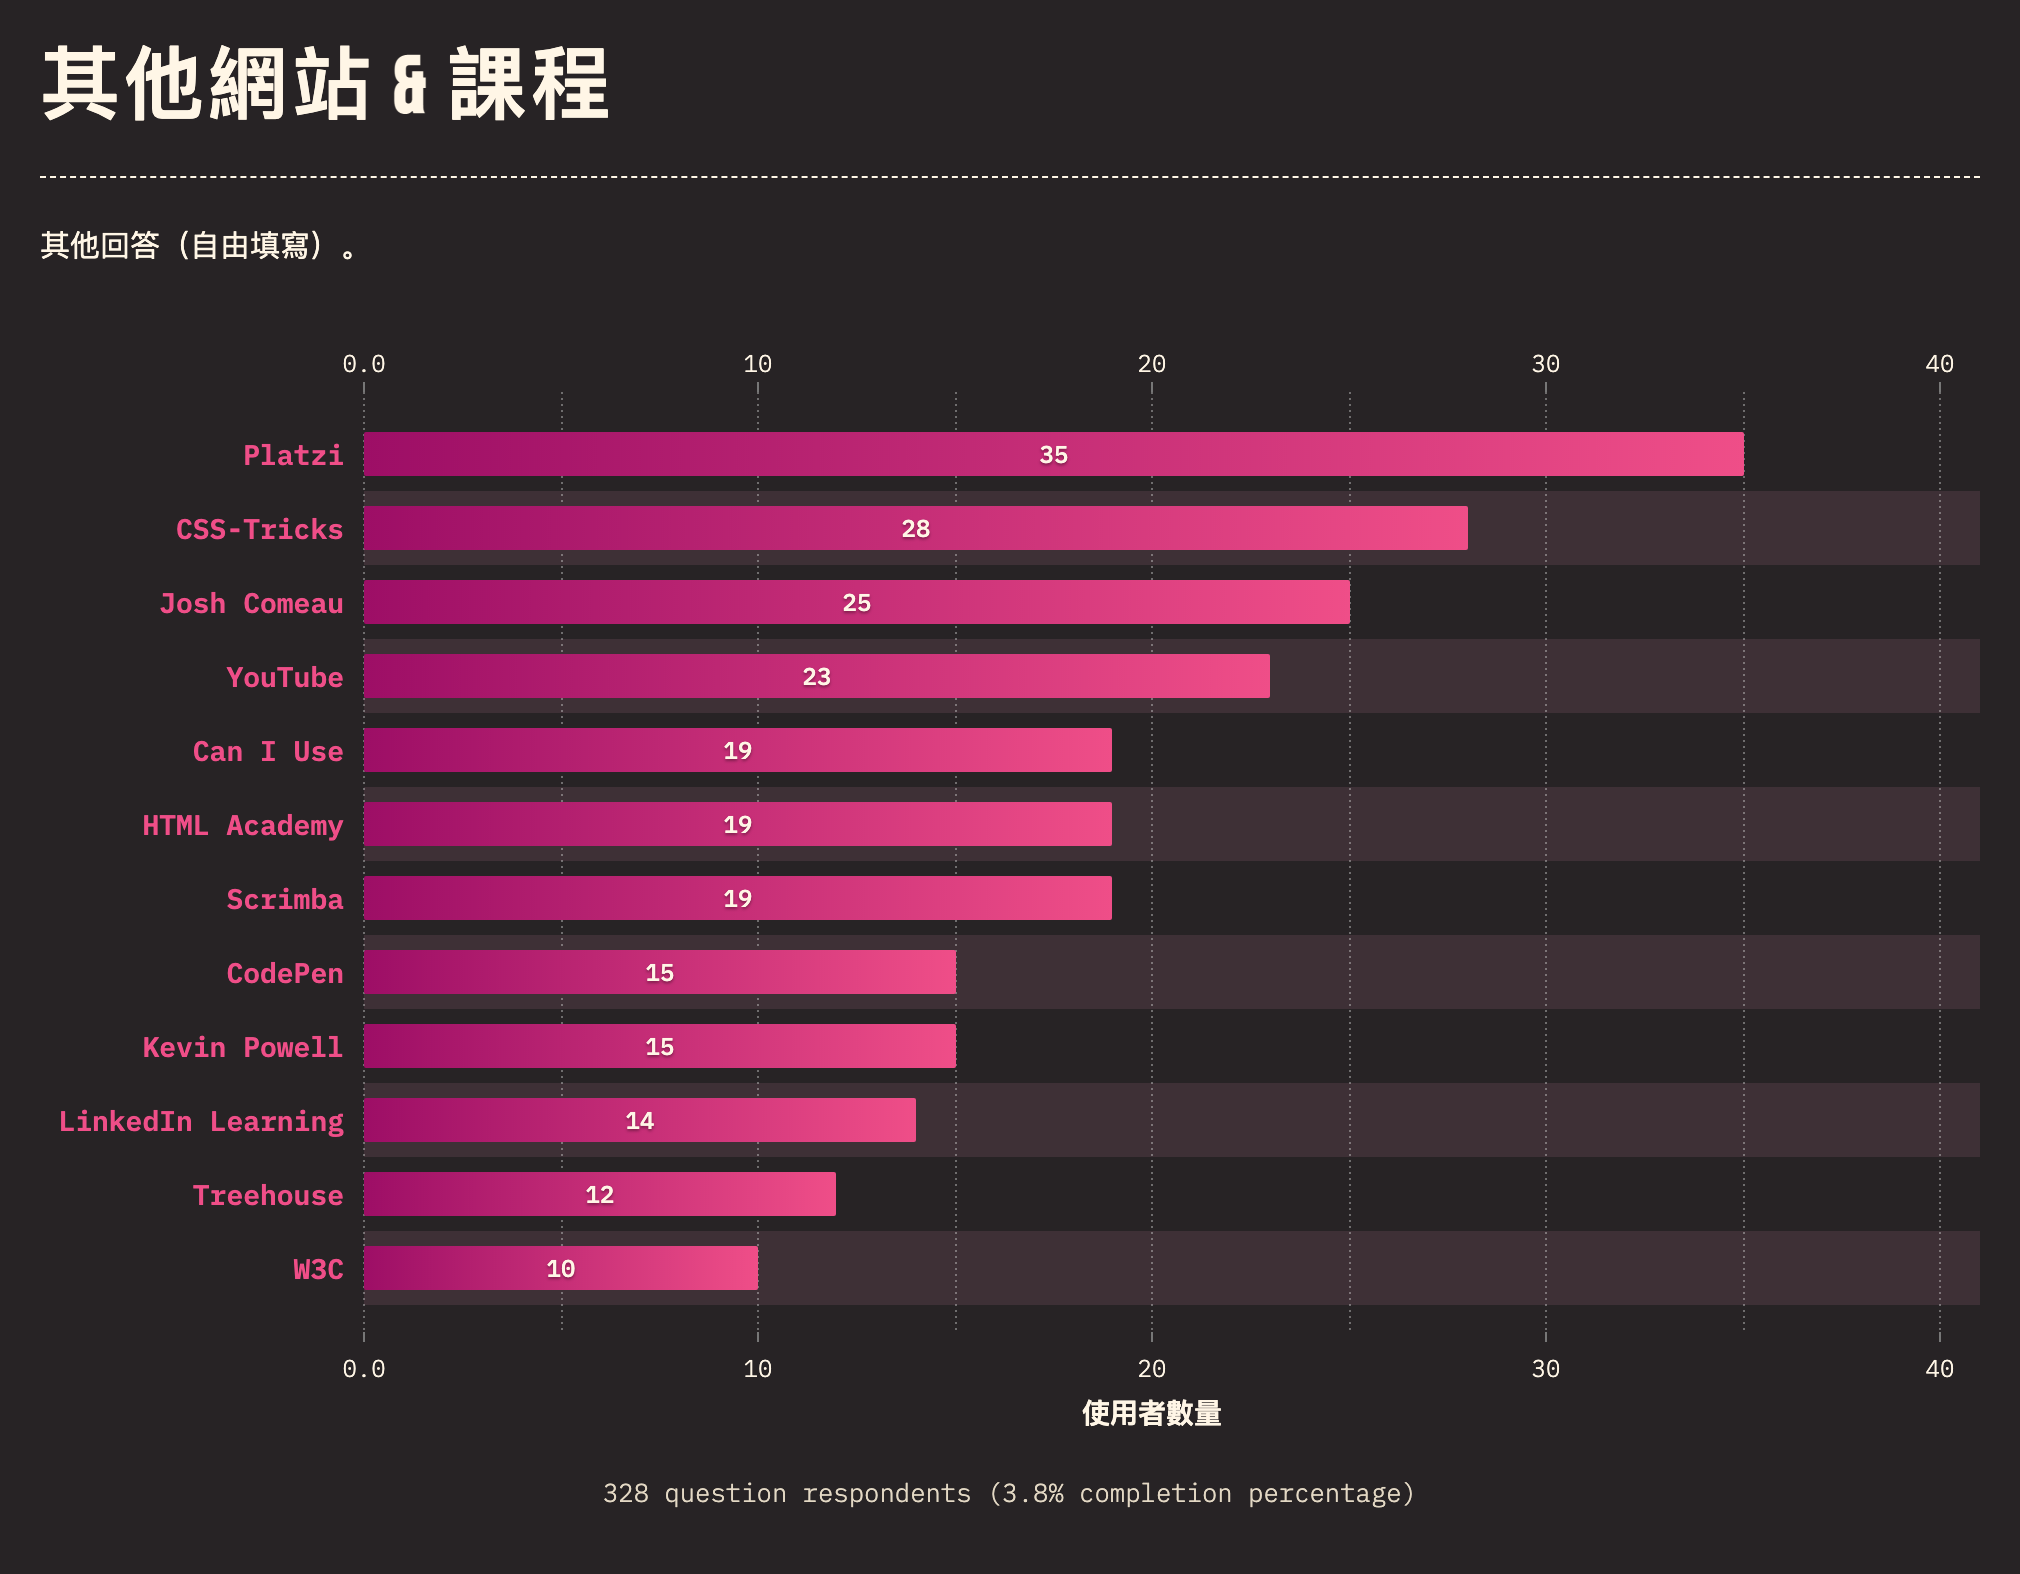 其他網站 & 課程
其他回答（自由填寫）。
0.0 10 20 30 40
Platzi 35
CSS-Tricks 28
Josh Comeau 25
YouTube 23
Can I Use 19
HTML Academy 19
Scrimba 19
CodePen 15
Kevin Powell 15
LinkedIn Learning 14
Treehouse 12
W3C 10
0.0 10 20 30 40
使用者數量
328 question respondents (3.8% completion percentage)